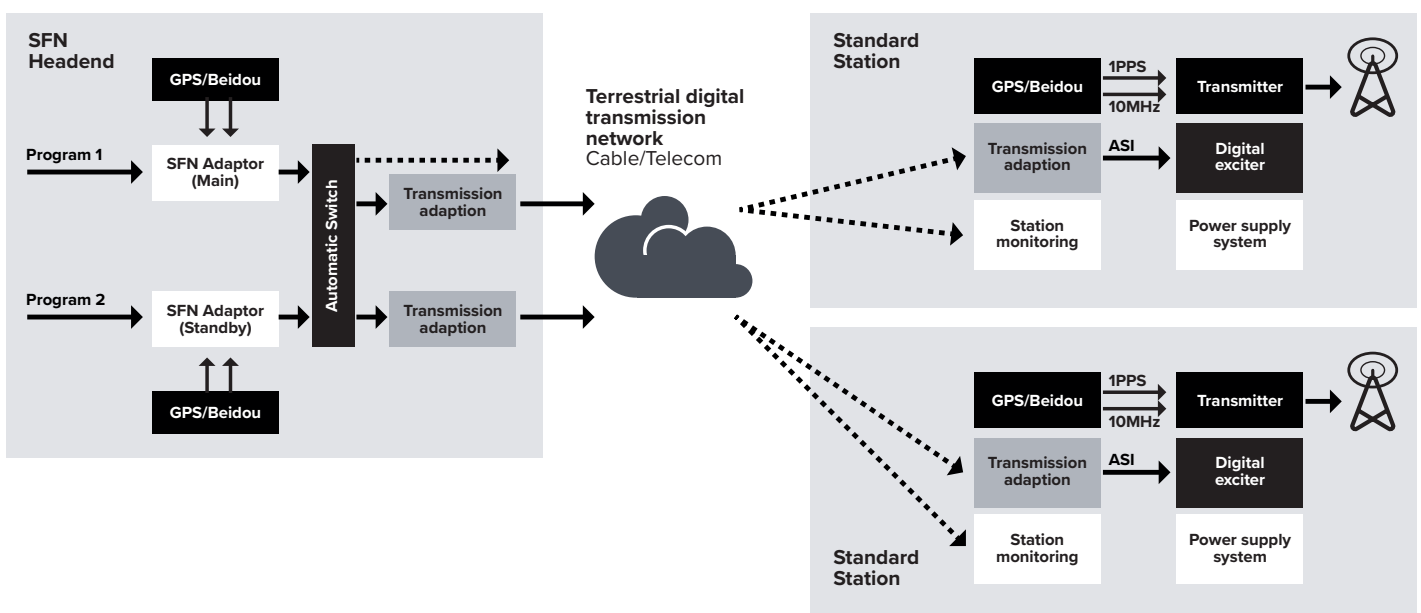 SFN
Headend
GPS/Beidou
Program 1
SFN Adaptor
(Main)
Automatic Switch
Transmission
adaption
Program 2
SFN Adaptor
(Standby)
Transmission
adaption
GPS/Beidou
Terrestrial digital
transmission
network
Cable/Telecom
Standard
Station
GPS/Beidou
1PPS
10MHz
Transmitter
Transmission
adaption
ASI
Digital
exciter
Station
monitoring
Power supply
system
GPS/Beidou
1PPS
10MHz
Transmitter
Transmission
adaption
ASI
Digital
exciter
Station
monitoring
Power supply
system
Standard
Station